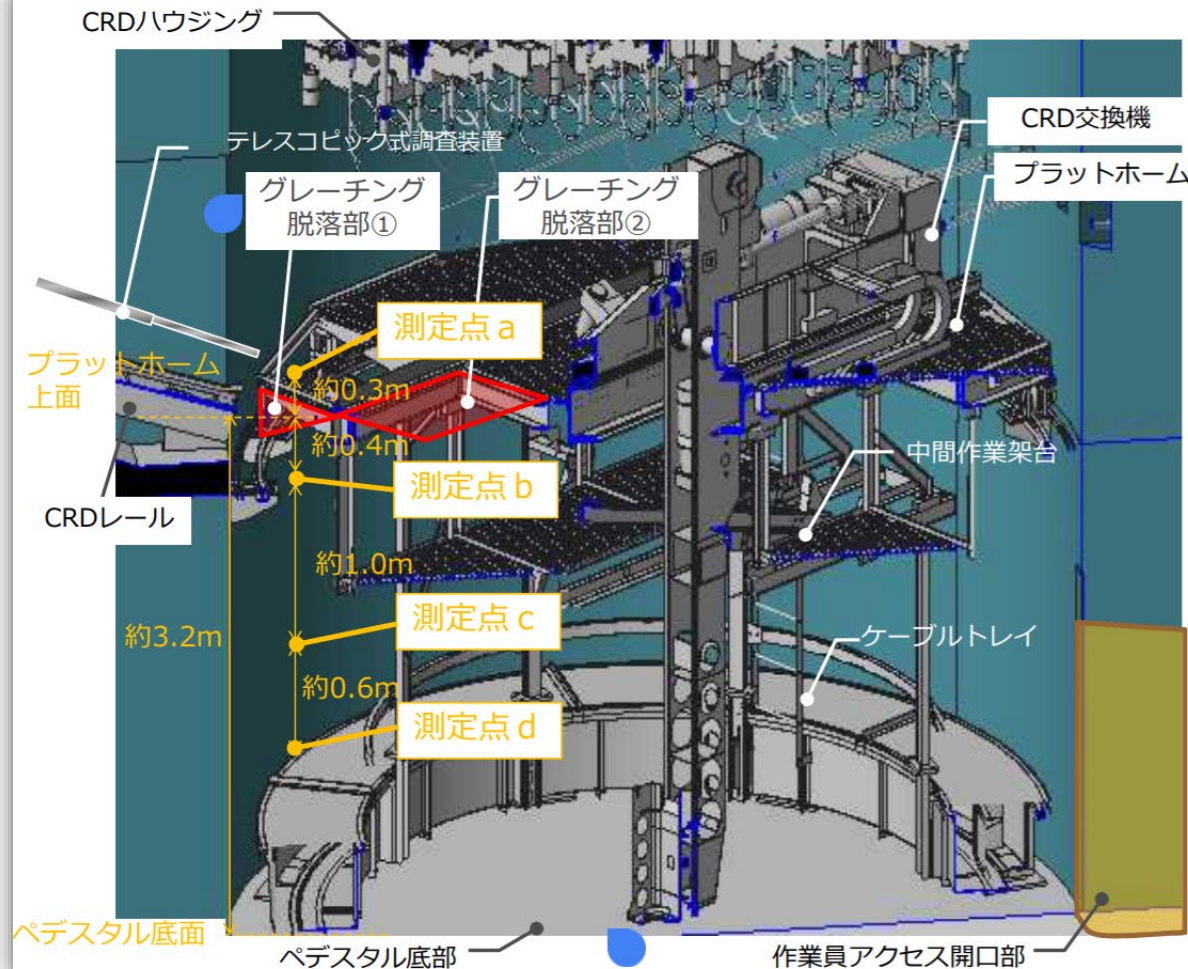 CRDハウジング
テレスコピック式調査装置
CRD交換機
プラットホーム
グレーチング
脱落部①
グレーチング
脱落部②
測定点a
プラットホーム
上面
約0.3m
約0.4m
中間作業架台
測定点b
CRDレール
約1.0m
測定点c
約3.2m
ケーブルトレイ
約0.6m
測定点d
ペデスタル底面
ペデスタル底部
作業員アクセス開口部